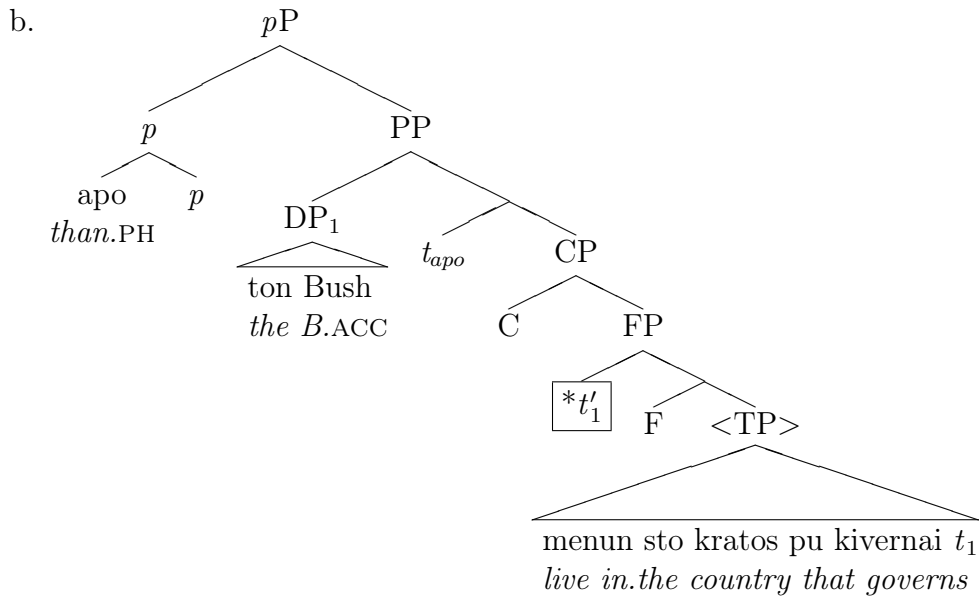 b.
pP
p PP
apo p
than.PH
DP₁ t_apo CP
ton Bush
the B.ACC
C FP
*t′₁ F <TP>
menun sto kratos pu kivernai t₁
live in.the country that governs